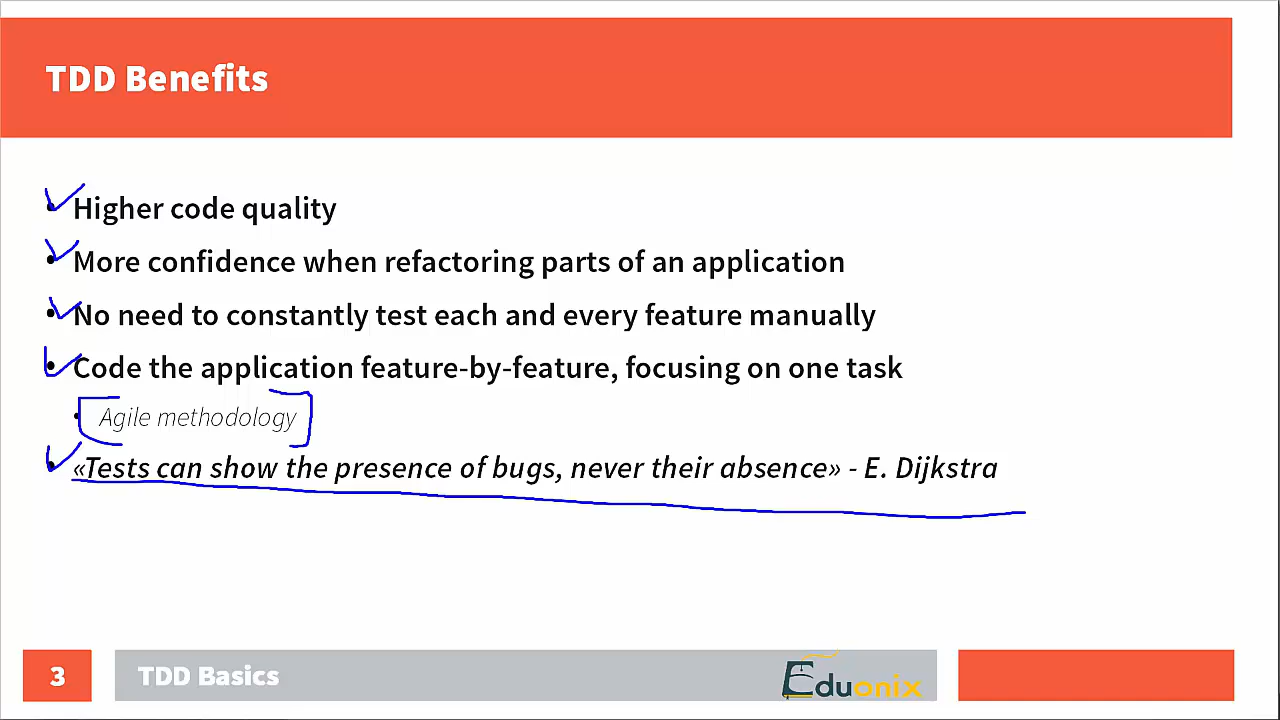 TDD Benefits
• Higher code quality
• More confidence when refactoring parts of an application
• No need to constantly test each and every feature manually
• Code the application feature-by-feature, focusing on one task
• Agile methodology
• «Tests can show the presence of bugs, never their absence» - E. Dijkstra
3 TDD Basics Eduonix